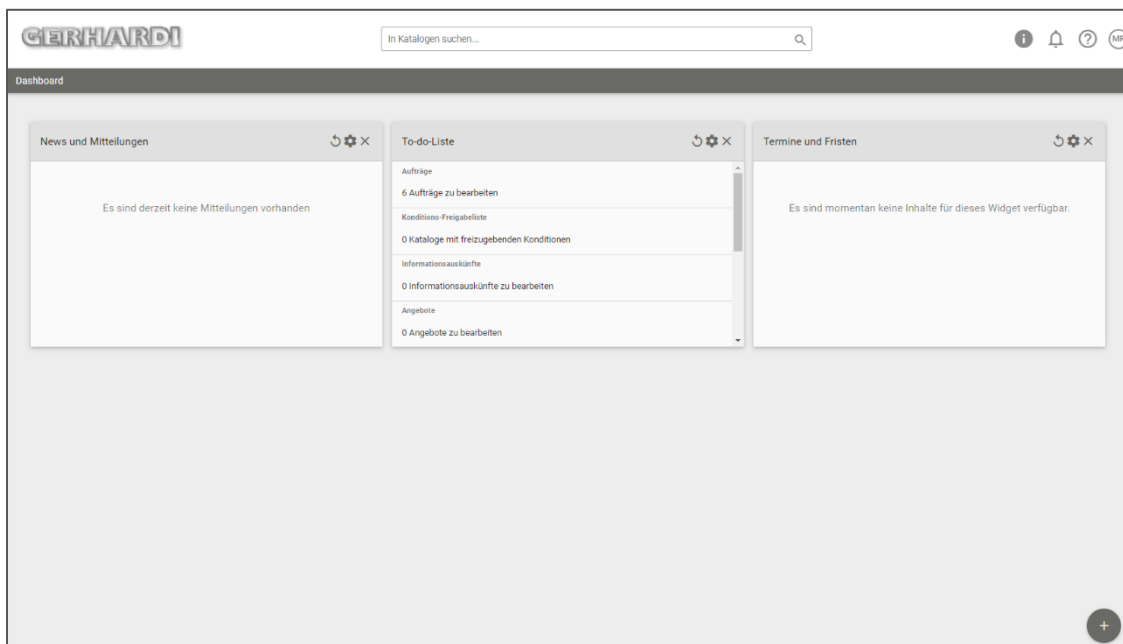 GERHARDI
In Katalogen suchen...
i
?
MF
Dashboard
News und Mitteilungen
Es sind derzeit keine Mitteilungen vorhanden
To-do-Liste
Aufträge
6 Aufträge zu bearbeiten
Konditions-Freigabeliste
0 Kataloge mit freizugebenden Konditionen
Informationsauskünfte
0 Informationsauskünfte zu bearbeiten
Angebote
0 Angebote zu bearbeiten
Termine und Fristen
Es sind momentan keine Inhalte für dieses Widget verfügbar.
+